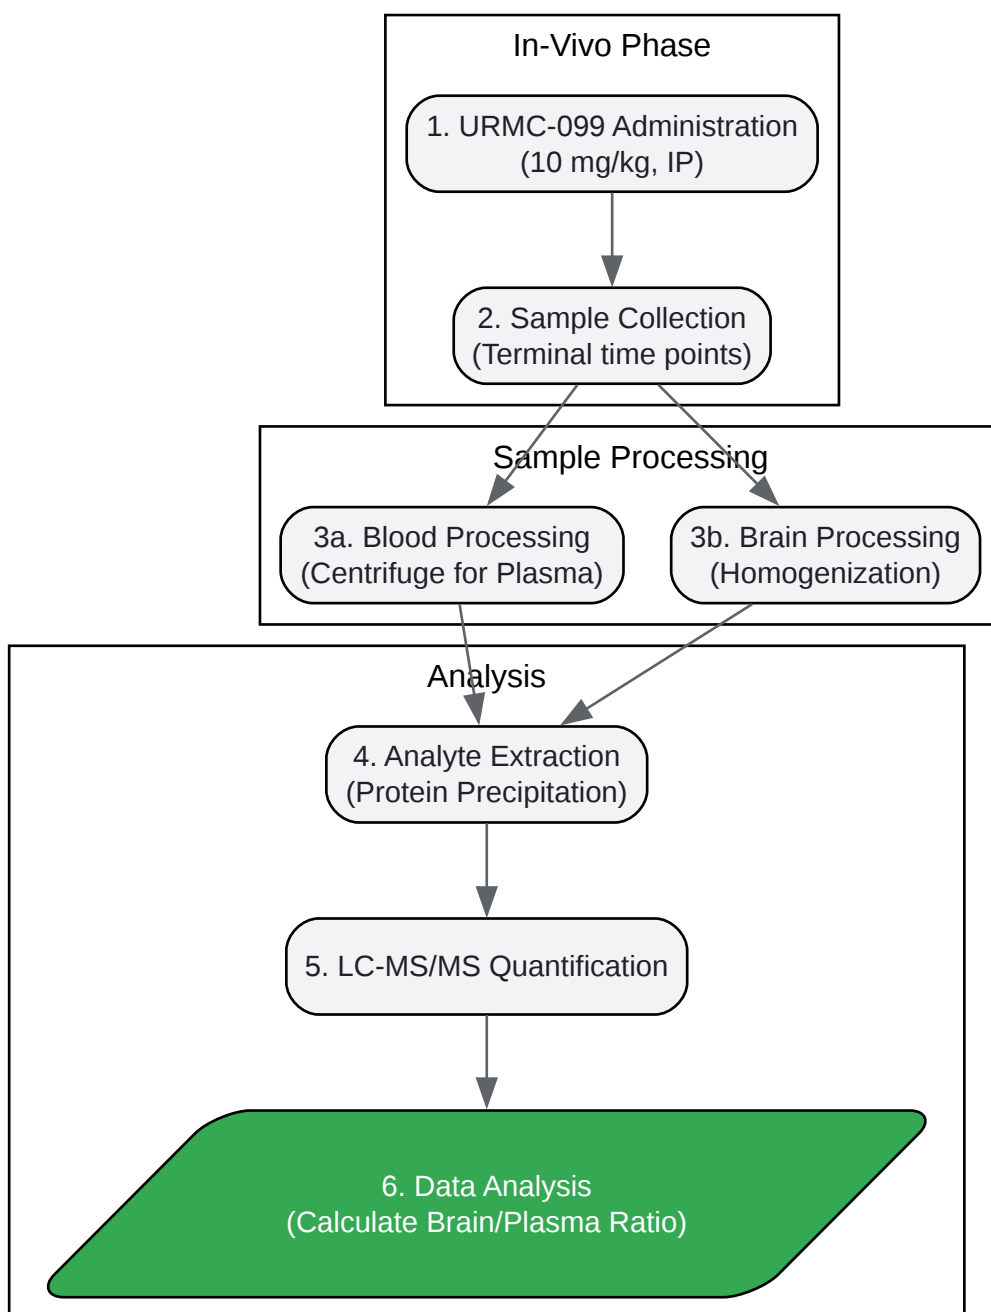 In-Vivo Phase
1. URMC-099 Administration
(10 mg/kg, IP)
2. Sample Collection
(Terminal time points)
Sample Processing
3a. Blood Processing
(Centrifuge for Plasma)
3b. Brain Processing
(Homogenization)
Analysis
4. Analyte Extraction
(Protein Precipitation)
5. LC-MS/MS Quantification
6. Data Analysis
(Calculate Brain/Plasma Ratio)